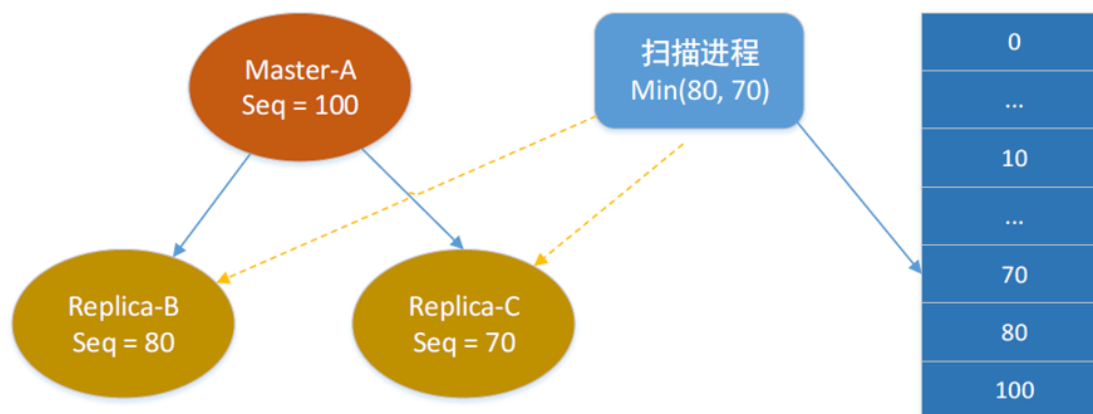 Master-A
Seq = 100
扫描进程
Min(80, 70)
Replica-B
Seq = 80
Replica-C
Seq = 70
0
...
10
...
70
80
100